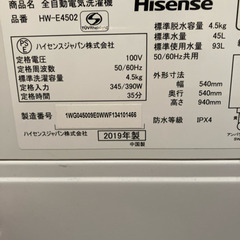 商品名 全自動電気洗濯機
Hisense
形名 HW-E4502
ハイセンスジャパン株式会社
定格電圧 100V
定格周波数 50/60Hz
定格洗濯容量 4.5kg
定格消費電力 345/390W
標準洗濯時間 35分
標準脱水容量 4.5kg
標準水量 45L
標準使用水量 93L
50/60Hz共用
外形寸法
幅 540mm
奥行 540mm
高さ 940mm
防水等級 IPX4
製造番号
2019年製
ハイセンスジャパン株式会社
中国製